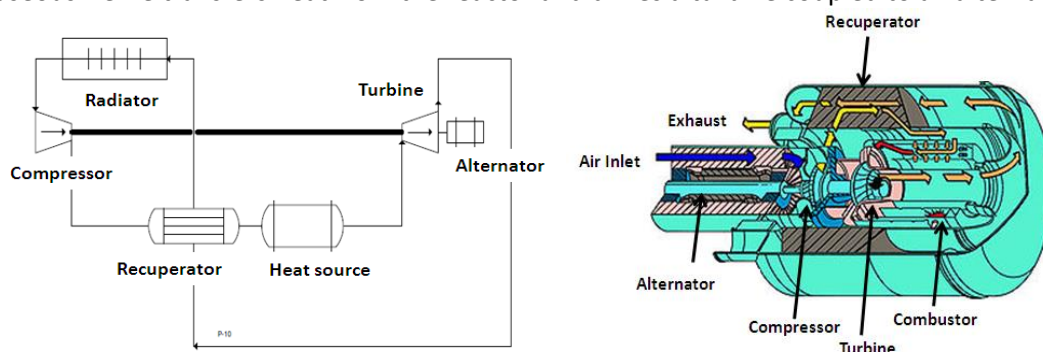 Radiator
Turbine
Compressor
Alternator
Recuperator
Heat source
P-10
Recuperator
Exhaust
Air Inlet
Alternator
Compressor
Combustor
Turbine